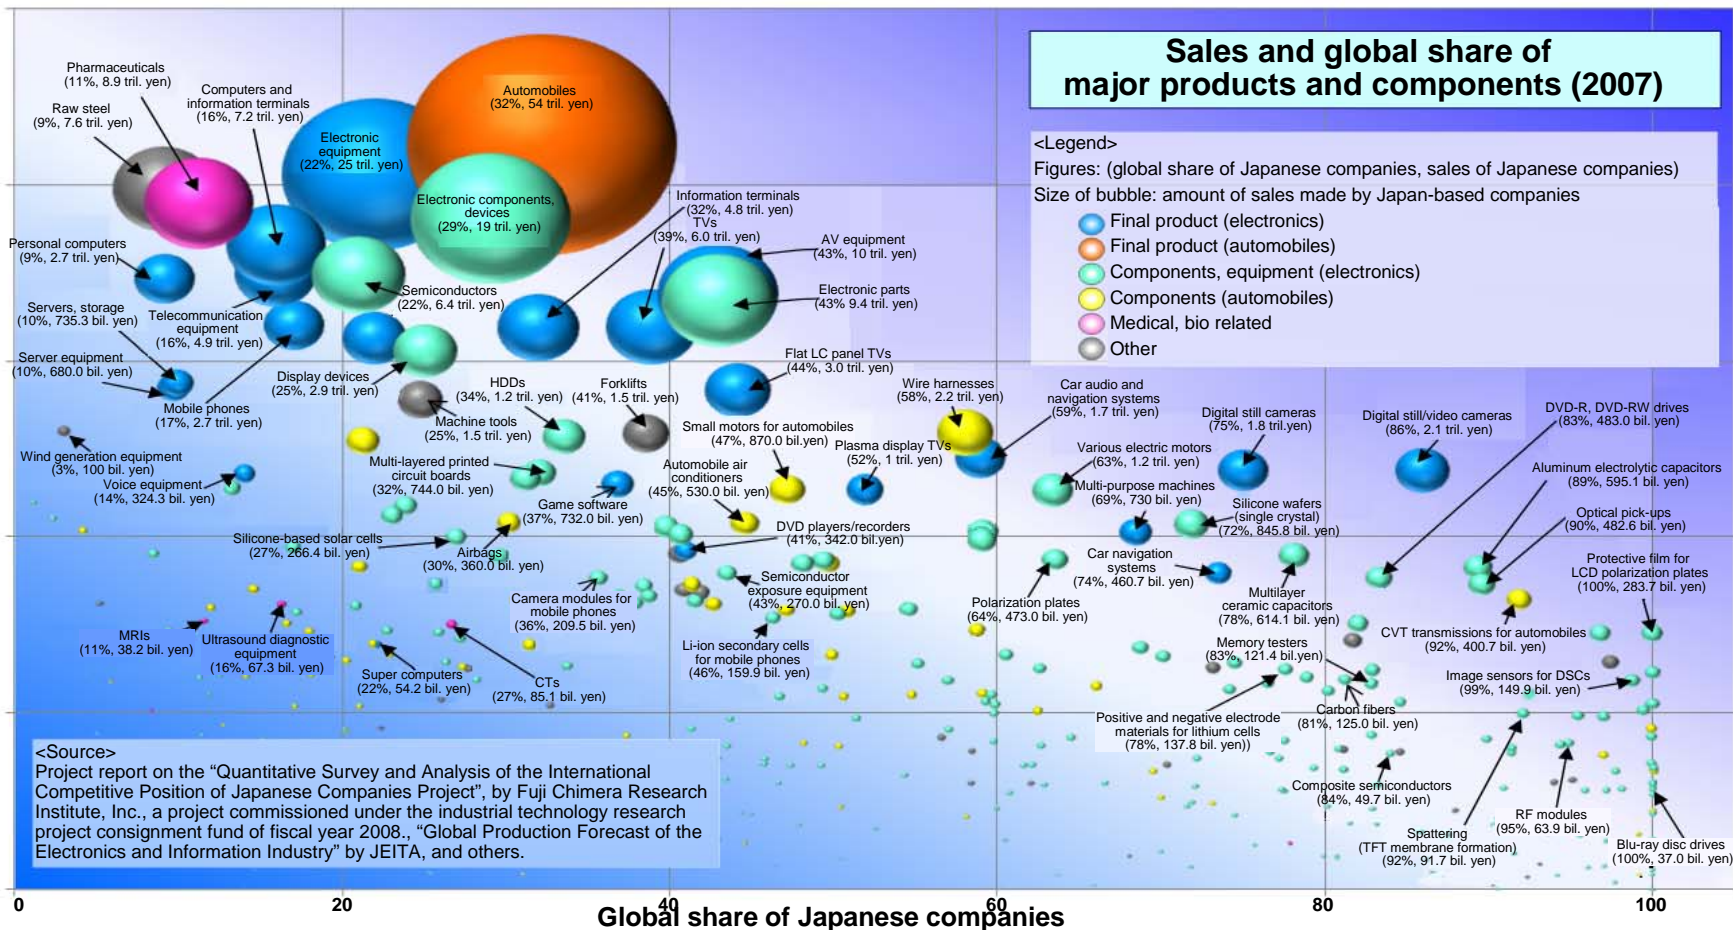 Sales and global share of
major products and components (2007)
<Legend>
Figures: (global share of Japanese companies, sales of Japanese companies)
Size of bubble: amount of sales made by Japan-based companies
Final product (electronics)
Final product (automobiles)
Components, equipment (electronics)
Components (automobiles)
Medical, bio related
Other
Pharmaceuticals
(11%, 8.9 tril. yen)
Raw steel
(9%, 7.6 tril. yen)
Computers and
information terminals
(16%, 7.2 tril. yen)
Electronic
equipment
(22%, 25 tril. yen)
Automobiles
(32%, 54 tril. yen)
Electronic components,
devices
(29%, 19 tril. yen)
Information terminals
(32%, 4.8 tril. yen)
TVs
(39%, 6.0 tril. yen)
AV equipment
(43%, 10 tril. yen)
Electronic parts
(43% 9.4 tril. yen)
Personal computers
(9%, 2.7 tril. yen)
Servers, storage
(10%, 735.3 bil. yen)
Server equipment
(10%, 680.0 bil. yen)
Telecommunication
equipment
(16%, 4.9 tril. yen)
Semiconductors
(22%, 6.4 tril. yen)
Display devices
(25%, 2.9 tril. yen)
Mobile phones
(17%, 2.7 tril. yen)
HDDs
(34%, 1.2 tril. yen)
Machine tools
(25%, 1.5 tril. yen)
Forklifts
(41%, 1.5 tril. yen)
Flat LC panel TVs
(44%, 3.0 tril. yen)
Wire harnesses
(58%, 2.2 tril. yen)
Car audio and
navigation systems
(59%, 1.7 tril. yen)
Digital still cameras
(75%, 1.8 tril.yen)
Digital still/video cameras
(86%, 2.1 tril. yen)
DVD-R, DVD-RW drives
(83%, 483.0 bil. yen)
Wind generation equipment
(3%, 100 bil. yen)
Voice equipment
(14%, 324.3 bil. yen)
Multi-layered printed
circuit boards
(32%, 744.0 bil. yen)
Small motors for automobiles
(47%, 870.0 bil.yen)
Plasma display TVs
(52%, 1 tril. yen)
Various electric motors
(63%, 1.2 tril. yen)
Aluminum electrolytic capacitors
(89%, 595.1 bil. yen)
Game software
(37%, 732.0 bil. yen)
Automobile air
conditioners
(45%, 530.0 bil. yen)
Multi-purpose machines
(69%, 730 bil. yen)
Silicone wafers
(single crystal)
(72%, 845.8 bil. yen)
Optical pick-ups
(90%, 482.6 bil. yen)
Silicone-based solar cells
(27%, 266.4 bil. yen)
Airbags
(30%, 360.0 bil. yen)
DVD players/recorders
(41%, 342.0 bil.yen)
Car navigation
systems
(74%, 460.7 bil. yen)
Protective film for
LCD polarization plates
(100%, 283.7 bil. yen)
Camera modules for
mobile phones
(36%, 209.5 bil. yen)
Semiconductor
exposure equipment
(43%, 270.0 bil. yen)
Polarization plates
(64%, 473.0 bil. yen)
Multilayer
ceramic capacitors
(78%, 614.1 bil. yen)
CVT transmissions for automobiles
(92%, 400.7 bil. yen)
MRIs
(11%, 38.2 bil. yen)
Ultrasound diagnostic
equipment
(16%, 67.3 bil. yen)
Super computers
(22%, 54.2 bil. yen)
CTs
(27%, 85.1 bil. yen)
Li-ion secondary cells
for mobile phones
(46%, 159.9 bil. yen)
Memory testers
(83%, 121.4 bil.yen)
Image sensors for DSCs
(99%, 149.9 bil. yen)
Positive and negative electrode
materials for lithium cells
(78%, 137.8 bil. yen))
Carbon fibers
(81%, 125.0 bil. yen)
Composite semiconductors
(84%, 49.7 bil. yen)
Spattering
(TFT membrane formation)
(92%, 91.7 bil. yen)
RF modules
(95%, 63.9 bil. yen)
Blu-ray disc drives
(100%, 37.0 bil. yen)
<Source>
Project report on the “Quantitative Survey and Analysis of the International
Competitive Position of Japanese Companies Project”, by Fuji Chimera Research
Institute, Inc., a project commissioned under the industrial technology research
project consignment fund of fiscal year 2008., “Global Production Forecast of the
Electronics and Information Industry” by JEITA, and others.
0 20 40 60 80 100
Global share of Japanese companies